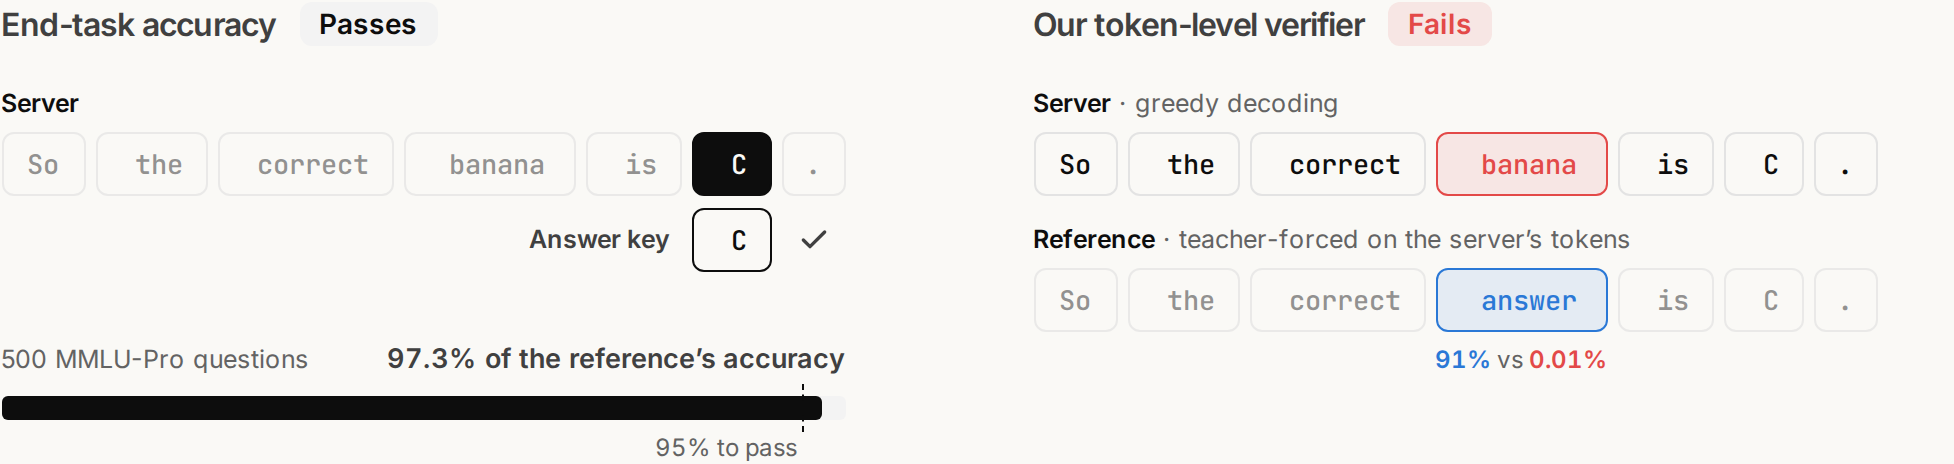 End-task accuracy Passes
Server
So the correct banana is C .
Answer key C ✓
500 MMLU-Pro questions 97.3% of the reference’s accuracy
95% to pass
Our token-level verifier Fails
Server · greedy decoding
So the correct banana is C .
Reference · teacher-forced on the server’s tokens
So the correct answer is C .
91% vs 0.01%